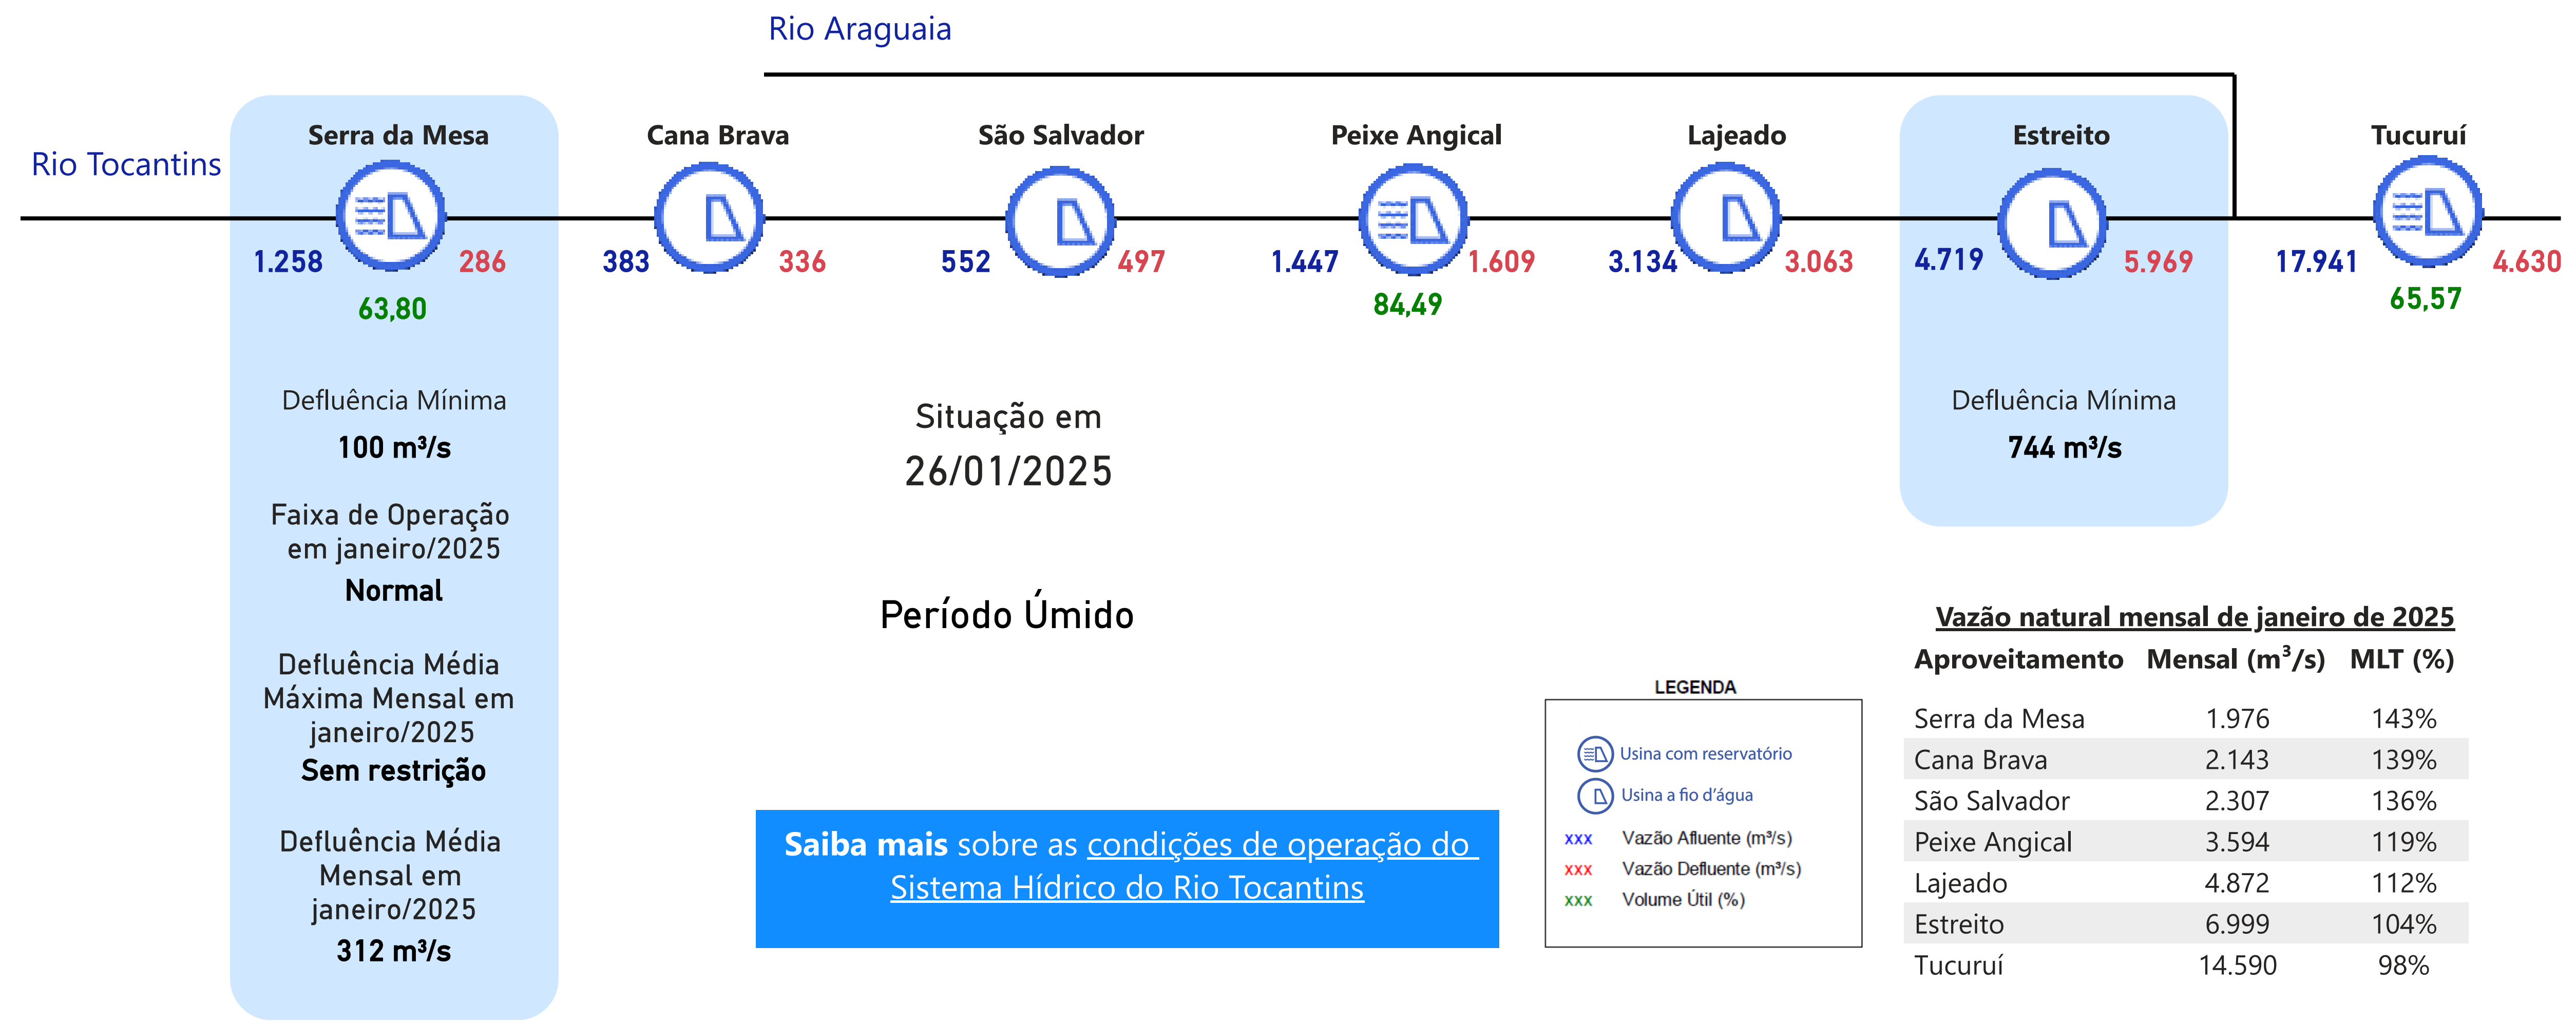 Rio Araguaia
Rio Tocantins
Serra da Mesa
1.258
286
63,80
Cana Brava
383
336
São Salvador
552
497
Peixe Angical
1.447
1.609
84,49
Lajeado
3.134
3.063
Estreito
4.719
5.969
Tucuruí
17.941
4.630
65,57
Defluência Mínima
100 m³/s
Faixa de Operação
em janeiro/2025
Normal
Defluência Média
Máxima Mensal em
janeiro/2025
Sem restrição
Defluência Média
Mensal em
janeiro/2025
312 m³/s
Situação em
26/01/2025
Período Úmido
Defluência Mínima
744 m³/s
Saiba mais sobre as condições de operação do
Sistema Hídrico do Rio Tocantins
LEGENDA
Usina com reservatório
Usina a fio d'água
xxx Vazão Afluente (m³/s)
xxx Vazão Defluente (m³/s)
xxx Volume Útil (%)
Vazão natural mensal de janeiro de 2025
Aproveitamento Mensal (m³/s) MLT (%)
Serra da Mesa 1.976 143%
Cana Brava 2.143 139%
São Salvador 2.307 136%
Peixe Angical 3.594 119%
Lajeado 4.872 112%
Estreito 6.999 104%
Tucuruí 14.590 98%